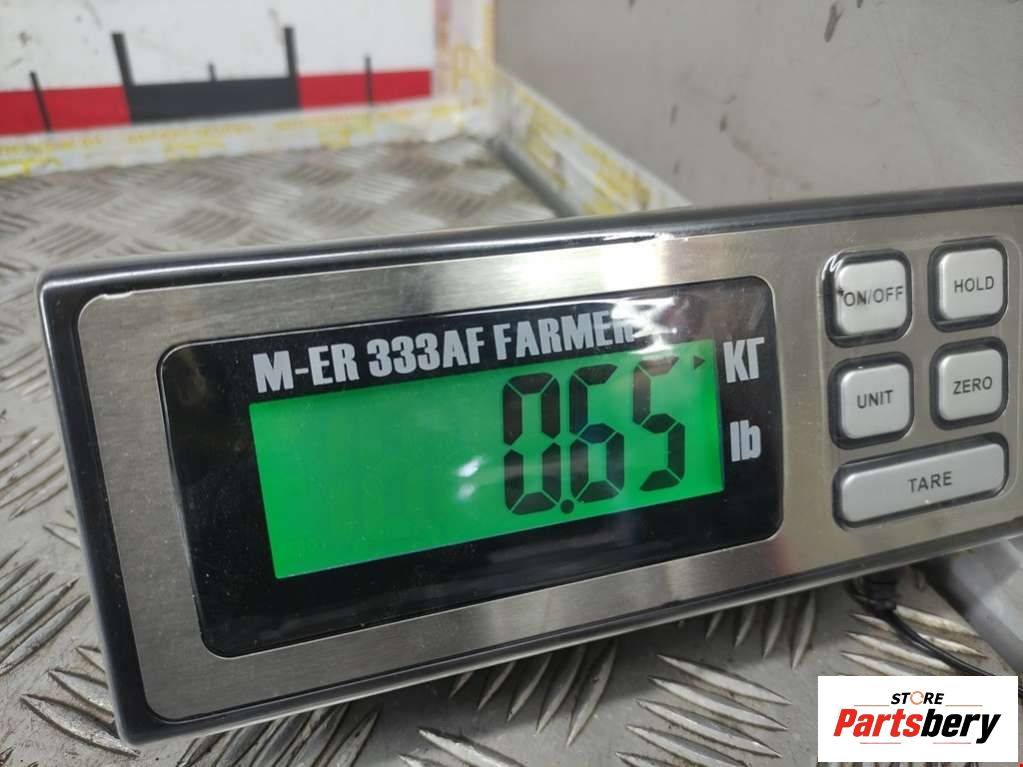 M-ER 333AF FARMER
0.65
КГ
lb
ON/OFF
HOLD
UNIT
ZERO
TARE
STORE
Partsbery